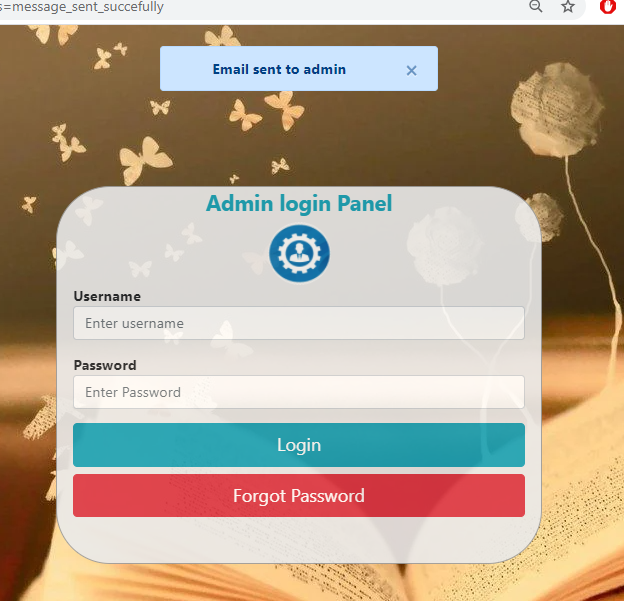 s=message_sent_succefully
Email sent to admin ×
Admin login Panel
Username
Enter username
Password
Enter Password
Login
Forgot Password